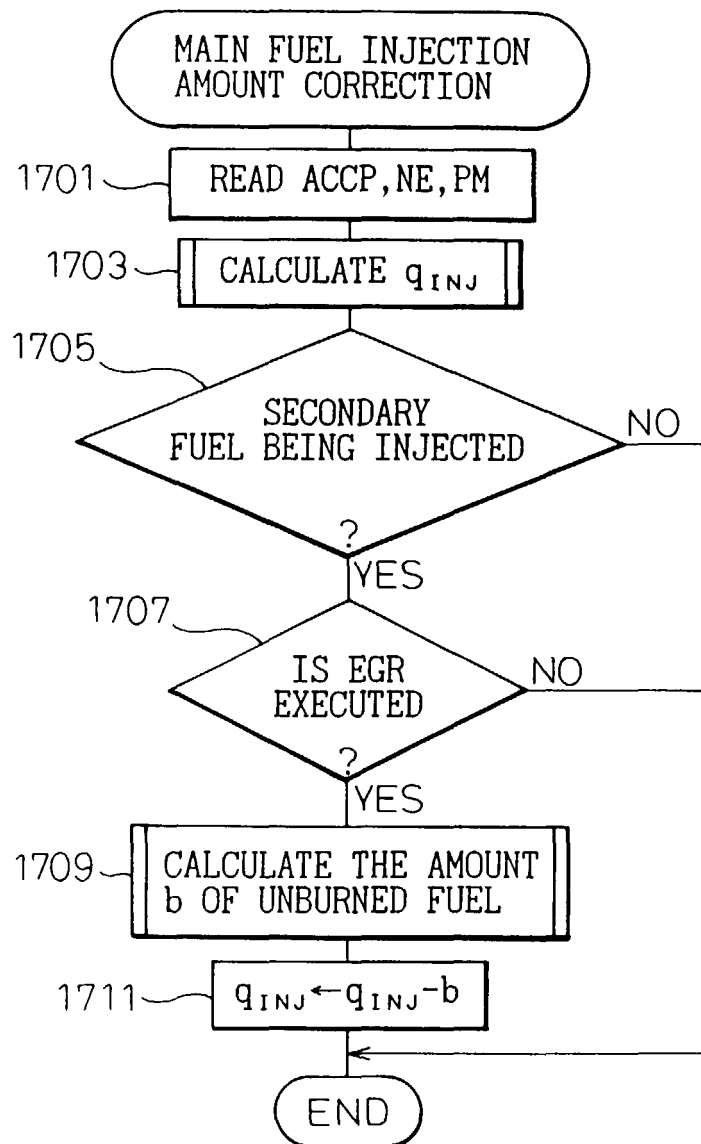 MAIN FUEL INJECTION
AMOUNT CORRECTION
1701
READ ACCP,NE,PM
1703
CALCULATE qINJ
1705
SECONDARY
FUEL BEING INJECTED
?
NO
YES
1707
IS EGR
EXECUTED
?
NO
YES
1709
CALCULATE THE AMOUNT
b OF UNBURNED FUEL
1711
qINJ←qINJ-b
END